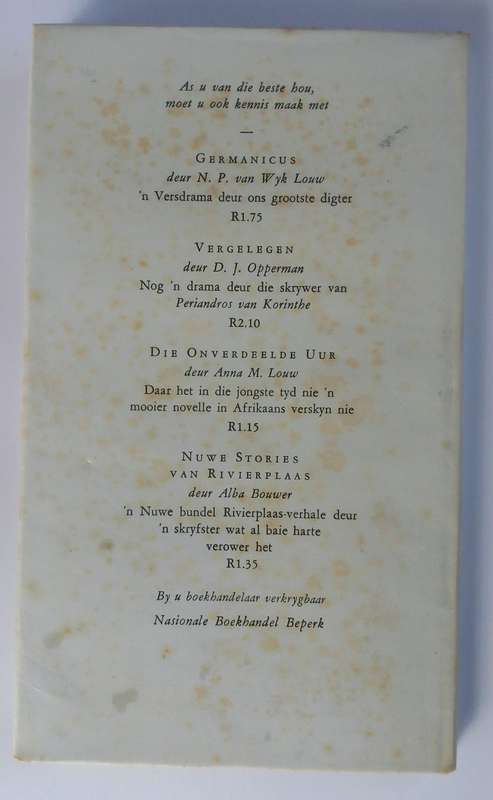 As u van die beste hou,
moet u ook kennis maak met
—
GERMANICUS
deur N. P. van Wyk Louw
'n Versdrama deur ons grootste digter
R1.75
VERGELEGEN
deur D. J. Opperman
Nog 'n drama deur die skrywer van
Periandros van Korinthe
R2.10
DIE ONVERDEELDE UUR
deur Anna M. Louw
Daar het in die jongste tyd nie 'n
mooier novelle in Afrikaans verskyn nie
R1.15
NUWE STORIES
VAN RIVIERPLAAS
deur Alba Bouwer
'n Nuwe bundel Rivierplaas-verhale deur
'n skryfster wat al baie harte
verower het
R1.35
By u boekhandelaar verkrygbaar
Nasionale Boekhandel Beperk